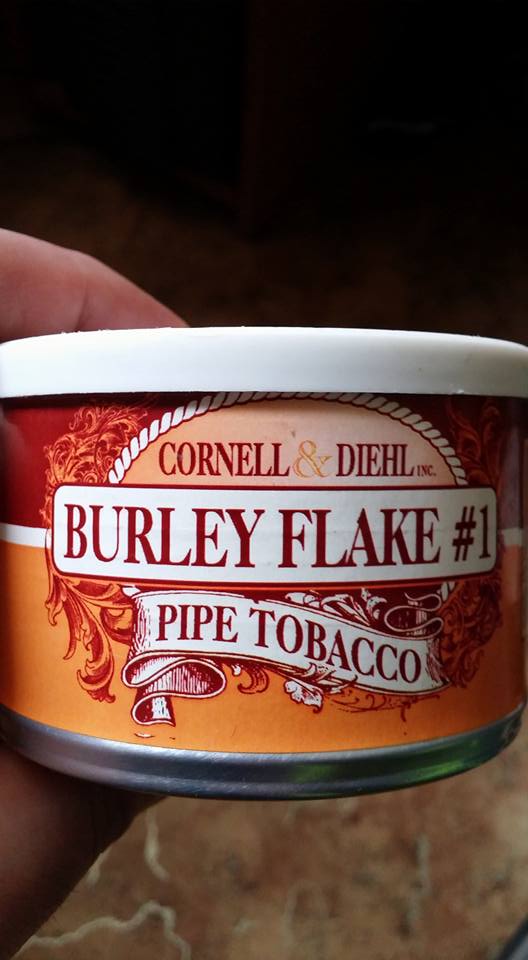 CORNELL & DIEHL INC.
BURLEY FLAKE #1
PIPE TOBACCO